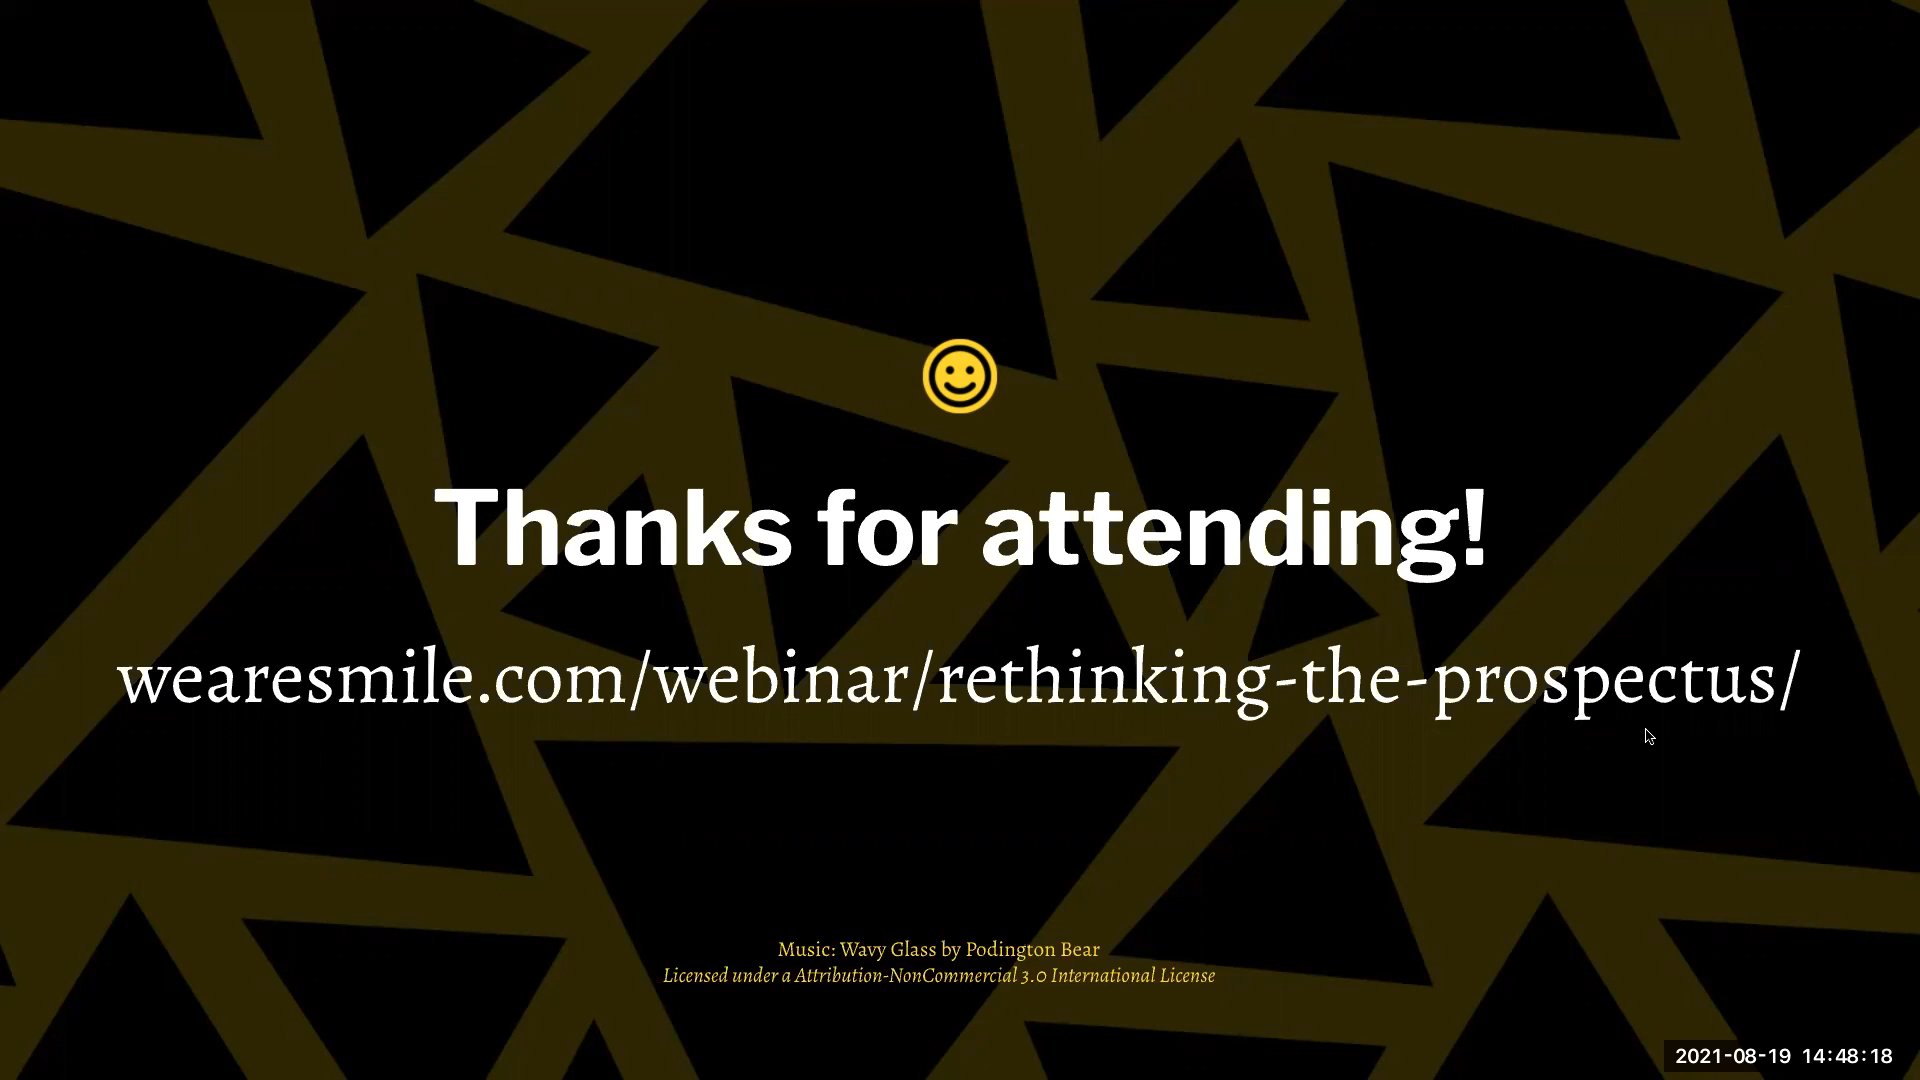 Thanks for attending!
wearesmile.com/webinar/rethinking-the-prospectus/
Music: Wavy Glass by Podington Bear
Licensed under a Attribution-NonCommercial 3.0 International License
2021-08-19 14:48:18